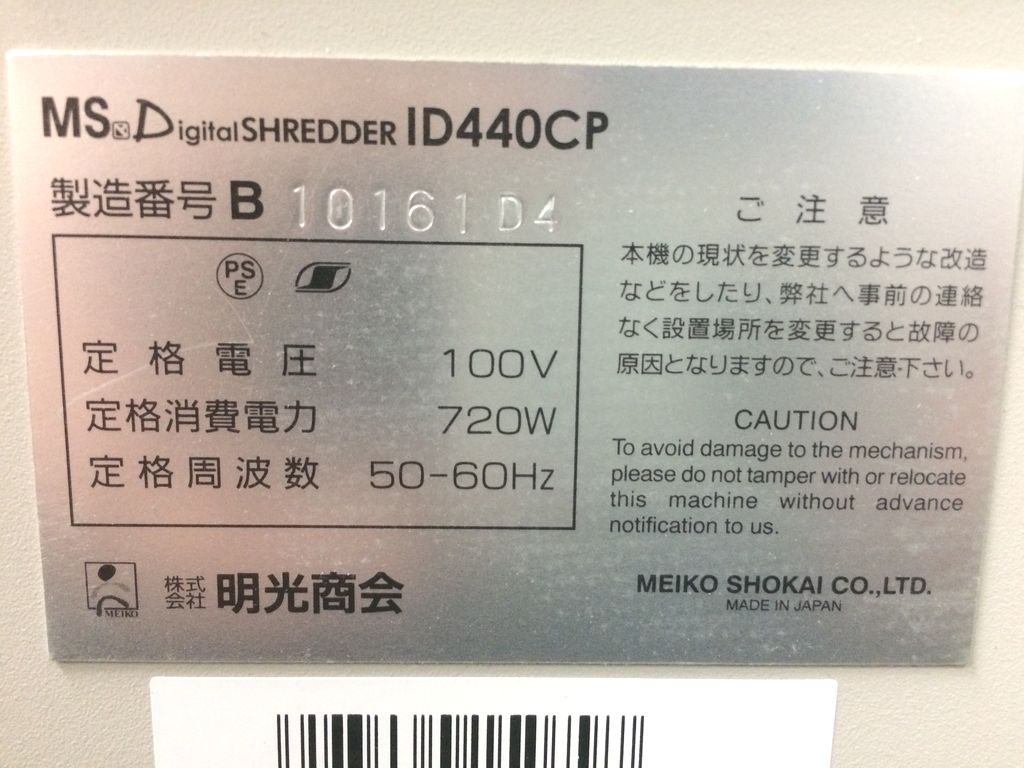 MS DigitalSHREDDER ID440CP
製造番号 B 10161D4
PSE
定格電圧 100V
定格消費電力 720W
定格周波数 50-60Hz
ご注意
本機の現状を変更するような改造
などをしたり、弊社へ事前の連絡
なく設置場所を変更すると故障の
原因となりますので、ご注意下さい。
CAUTION
To avoid damage to the mechanism,
please do not tamper with or relocate
this machine without advance
notification to us.
MEIKO
株式会社 明光商会
MEIKO SHOKAI CO.,LTD.
MADE IN JAPAN